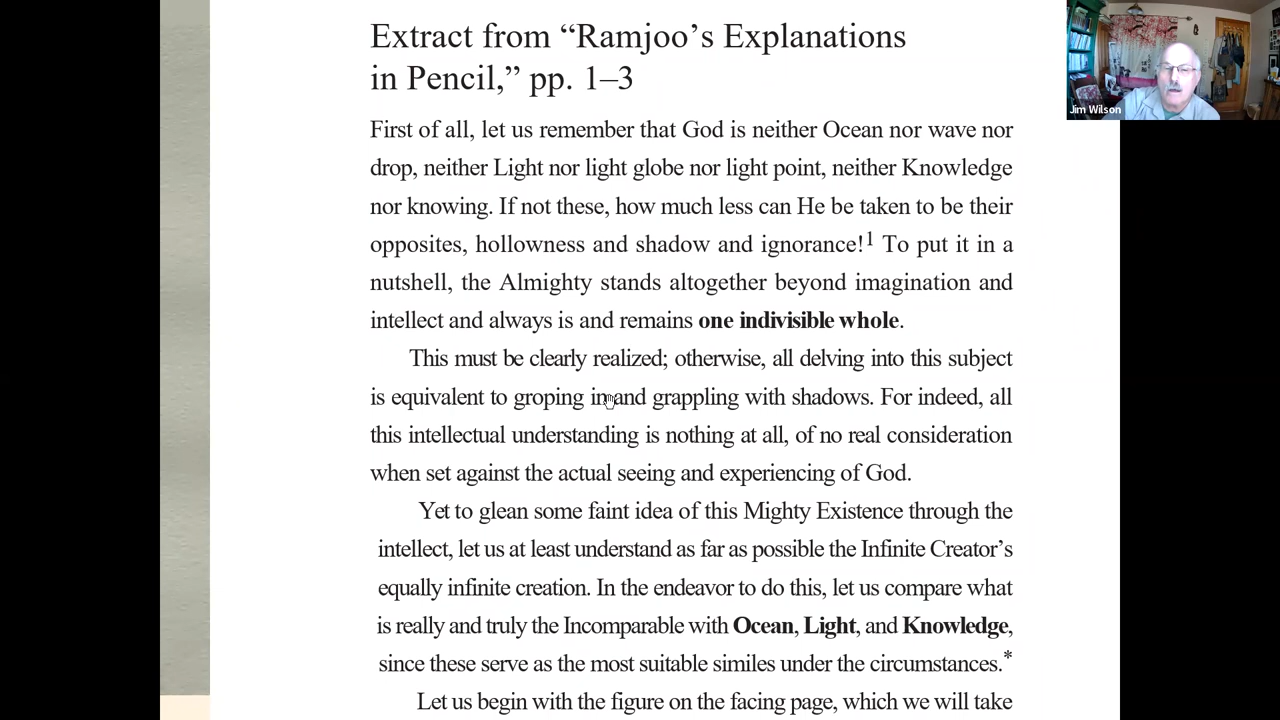 Extract from “Ramjoo’s Explanations
in Pencil,” pp. 1–3
First of all, let us remember that God is neither Ocean nor wave nor
drop, neither Light nor light globe nor light point, neither Knowledge
nor knowing. If not these, how much less can He be taken to be their
opposites, hollowness and shadow and ignorance!1 To put it in a
nutshell, the Almighty stands altogether beyond imagination and
intellect and always is and remains one indivisible whole.
This must be clearly realized; otherwise, all delving into this subject
is equivalent to groping in and grappling with shadows. For indeed, all
this intellectual understanding is nothing at all, of no real consideration
when set against the actual seeing and experiencing of God.
Yet to glean some faint idea of this Mighty Existence through the
intellect, let us at least understand as far as possible the Infinite Creator’s
equally infinite creation. In the endeavor to do this, let us compare what
is really and truly the Incomparable with Ocean, Light, and Knowledge,
since these serve as the most suitable similes under the circumstances.*
Let us begin with the figure on the facing page, which we will take
Jim Wilson